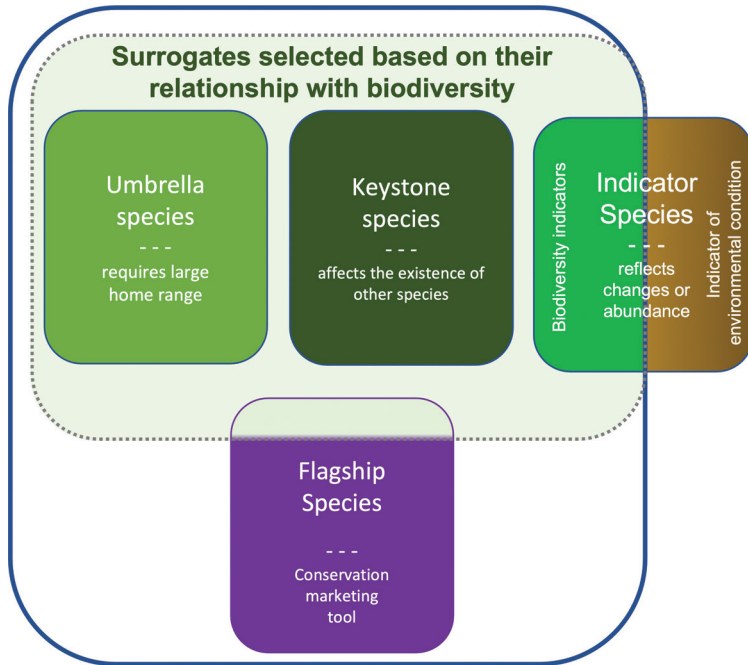 Surrogates selected based on their
relationship with biodiversity
Umbrella
species
- - -
requires large
home range
Keystone
species
- - -
affects the existence of
other species
Biodiversity indicators
Indicator
Species
- - -
reflects
changes or
abundance
Indicator of
environmental condition
Flagship
Species
- - -
Conservation
marketing
tool